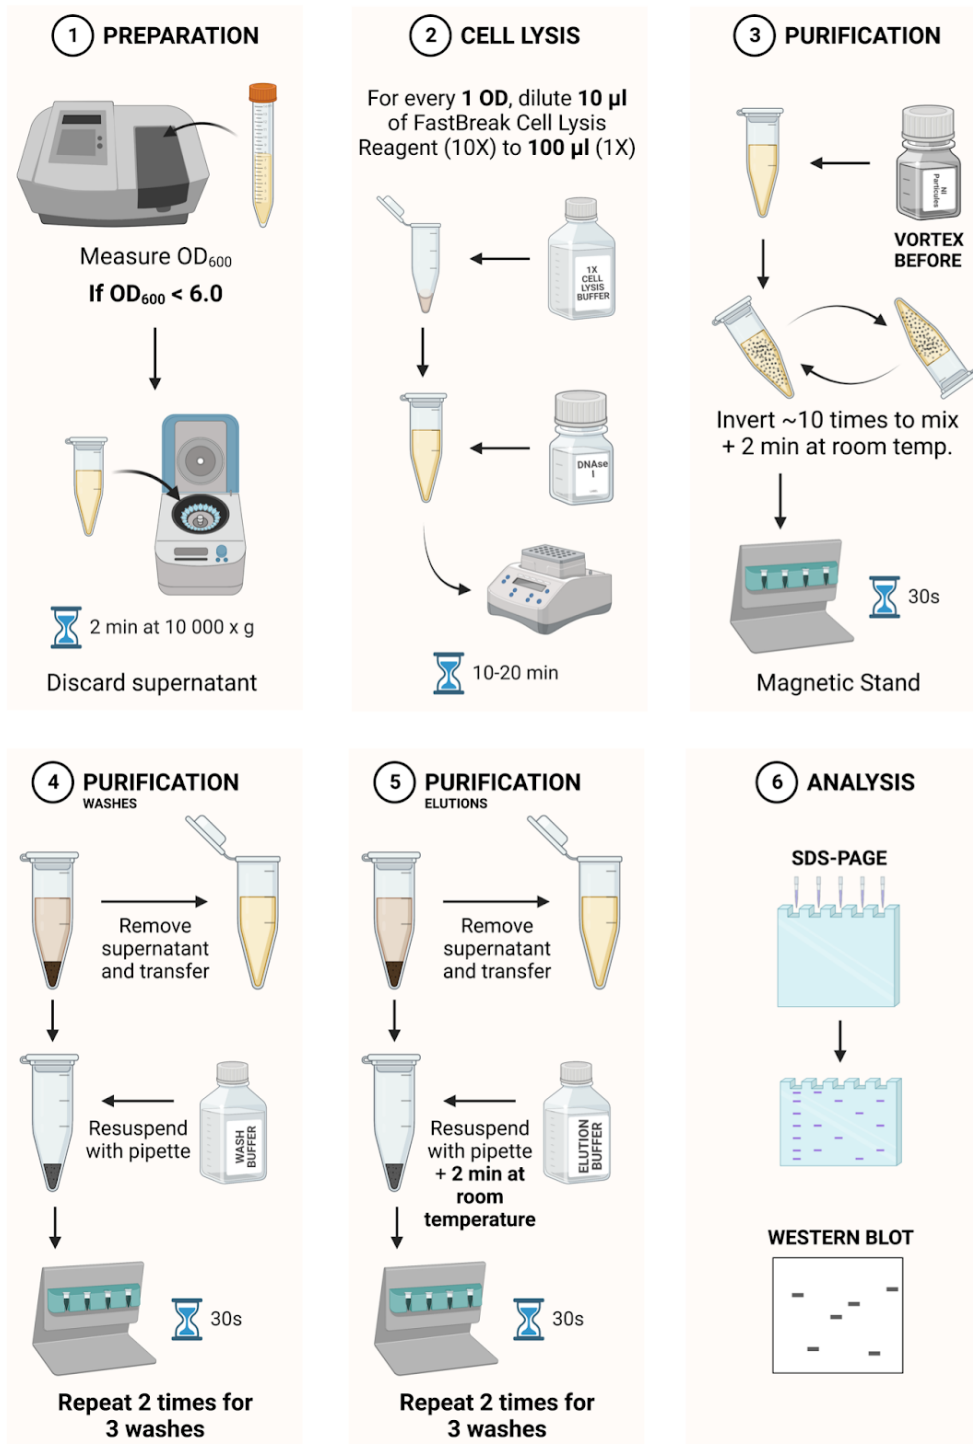 1 PREPARATION
Measure OD600
If OD600 < 6.0
2 min at 10 000 x g
Discard supernatant
2 CELL LYSIS
For every 1 OD, dilute 10 µl
of FastBreak Cell Lysis
Reagent (10X) to 100 µl (1X)
1X
CELL
LYSIS
BUFFER
DNAse
I
10-20 min
3 PURIFICATION
NI
Particules
VORTEX
BEFORE
Invert ~10 times to mix
+ 2 min at room temp.
30s
Magnetic Stand
4 PURIFICATION
WASHES
Remove
supernatant
and transfer
Resuspend
with pipette
WASH
BUFFER
30s
Repeat 2 times for
3 washes
5 PURIFICATION
ELUTIONS
Remove
supernatant
and transfer
Resuspend
with pipette
+ 2 min at
room
temperature
ELUTION
BUFFER
30s
Repeat 2 times for
3 washes
6 ANALYSIS
SDS-PAGE
WESTERN BLOT